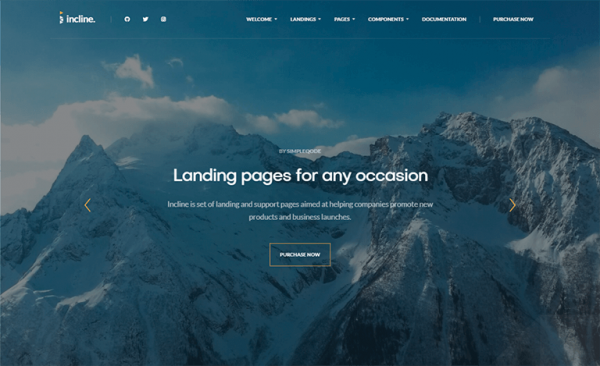 incline.
WELCOME
LANDINGS
PAGES
COMPONENTS
DOCUMENTATION
PURCHASE NOW
BY SIMPLEQODE
Landing pages for any occasion
Incline is set of landing and support pages aimed at helping companies promote new
products and business launches.
PURCHASE NOW